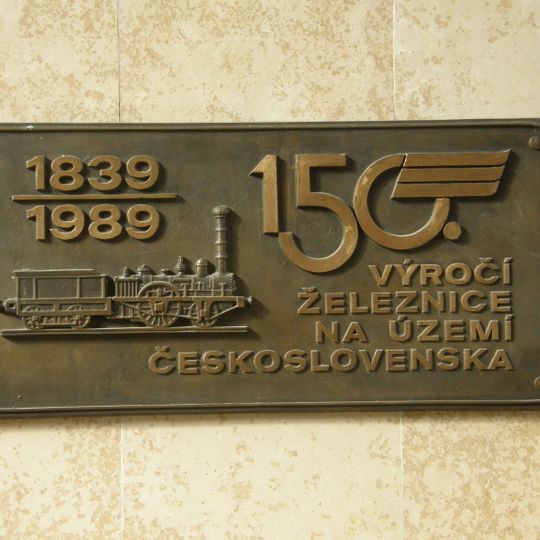 1839
1989
150.
VÝROČÍ
ŽELEZNICE
NA ÚZEMÍ
ČESKOSLOVENSKA